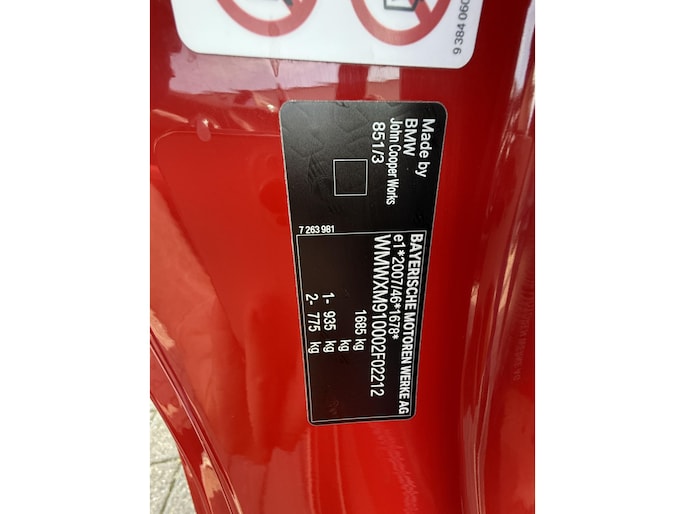 9 384 060
Made by
BMW
John Cooper Works
851/3
7 263 981
BAYERISCHE MOTOREN WERKE AG
e1*2007/46*1678*
WMWXM910002F02212
1685 kg
1- 935 kg
2- 775 kg